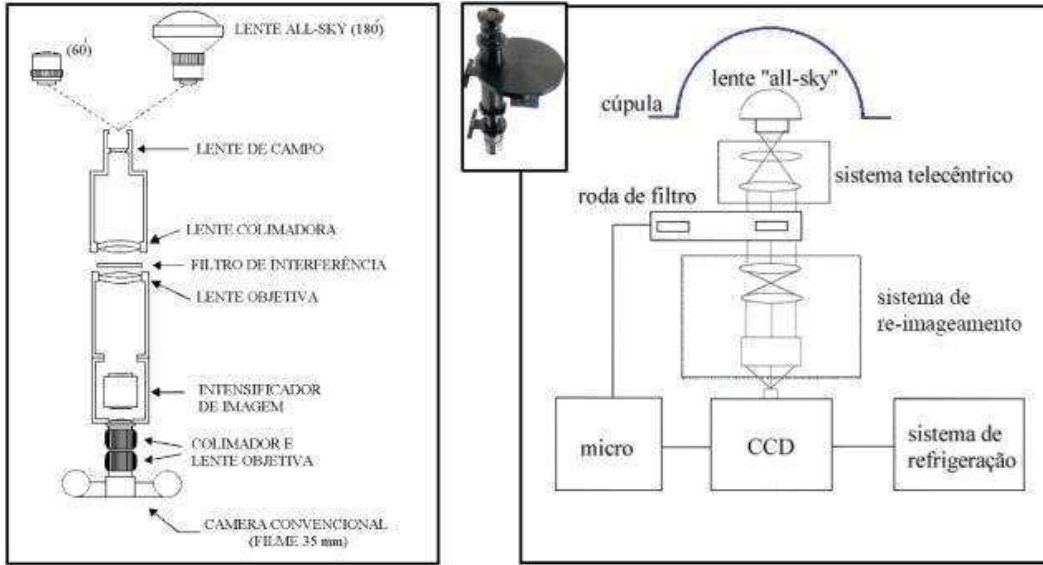 LENTE ALL-SKY (180)
(60)
LENTE DE CAMPO
LENTE COLIMADORA
FILTRO DE INTERFERÊNCIA
LENTE OBJETIVA
INTENSIFICADOR
DE IMAGEM
COLIMADOR E
LENTE OBJETIVA
CAMERA CONVENCIONAL
(FILME 35 mm)
lente "all-sky"
cúpula
sistema telecêntrico
roda de filtro
sistema de
re-imageamento
micro
CCD
sistema de
refrigeração